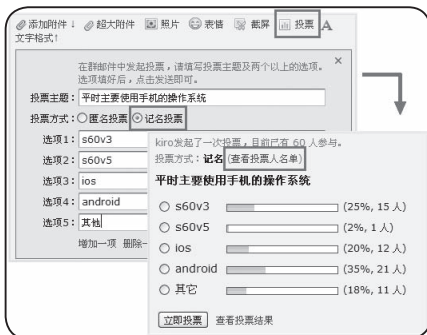 添加附件↓ 超大附件 照片 表情 截屏 投票 A
文字格式↑
在群邮件中发起投票，请填写投票主题及两个以上的选项。
选项填好后，点击发送即可。
×
投票主题: 平时主要使用手机的操作系统
投票方式: 匿名投票 记名投票
选项1: s60v3
选项2: s60v5
选项3: ios
选项4: android
选项5: 其他
增加一项 删除一
kiro发起了一次投票，目前已有 60 人参与。
投票方式：记名 (查看投票人名单)
平时主要使用手机的操作系统
s60v3 (25%, 15 人)
s60v5 (2%, 1 人)
ios (20%, 12 人)
android (35%, 21 人)
其它 (18%, 11 人)
立即投票 查看投票结果